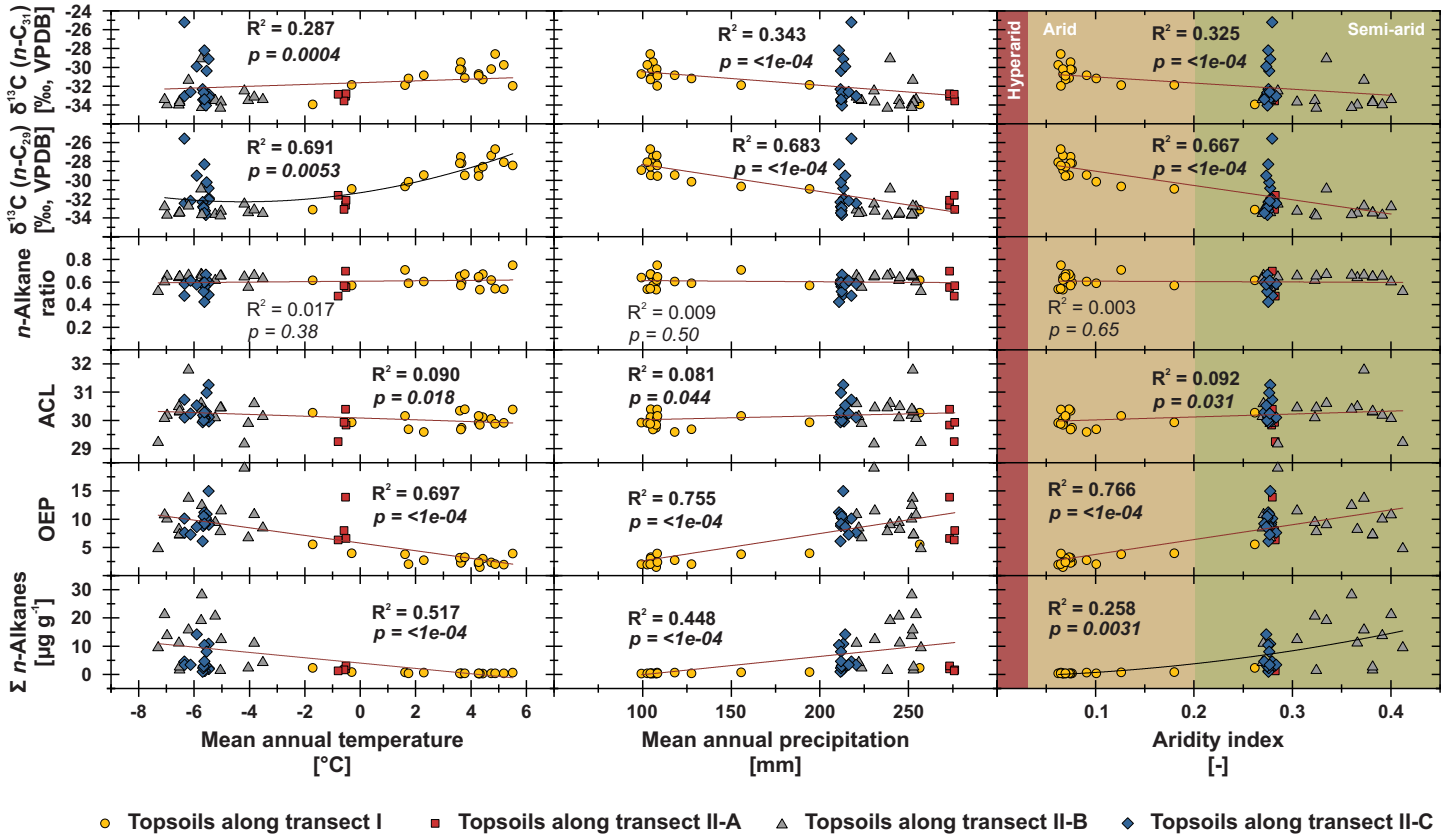 δ¹³C (n-C₃₁)
[‰, VPDB]
-24
-26
-28
-30
-32
-34
R² = 0.287
p = 0.0004
R² = 0.343
p = <1e-04
Hyperarid
Arid
Semi-arid
R² = 0.325
p = <1e-04
δ¹³C (n-C₂₉)
[‰, VPDB]
-26
-28
-30
-32
-34
R² = 0.691
p = 0.0053
R² = 0.683
p = <1e-04
R² = 0.667
p = <1e-04
n-Alkane
ratio
0.8
0.6
0.4
0.2
R² = 0.017
p = 0.38
R² = 0.009
p = 0.50
R² = 0.003
p = 0.65
ACL
32
31
30
29
R² = 0.090
p = 0.018
R² = 0.081
p = 0.044
R² = 0.092
p = 0.031
OEP
15
10
5
R² = 0.697
p = <1e-04
R² = 0.755
p = <1e-04
R² = 0.766
p = <1e-04
Σ n-Alkanes
[µg g⁻¹]
30
20
10
0
R² = 0.517
p = <1e-04
R² = 0.448
p = <1e-04
R² = 0.258
p = 0.0031
-8 -6 -4 -2 0 2 4 6
Mean annual temperature
[°C]
100 150 200 250
Mean annual precipitation
[mm]
0.1 0.2 0.3 0.4
Aridity index
[-]
Topsoils along transect I
Topsoils along transect II-A
Topsoils along transect II-B
Topsoils along transect II-C